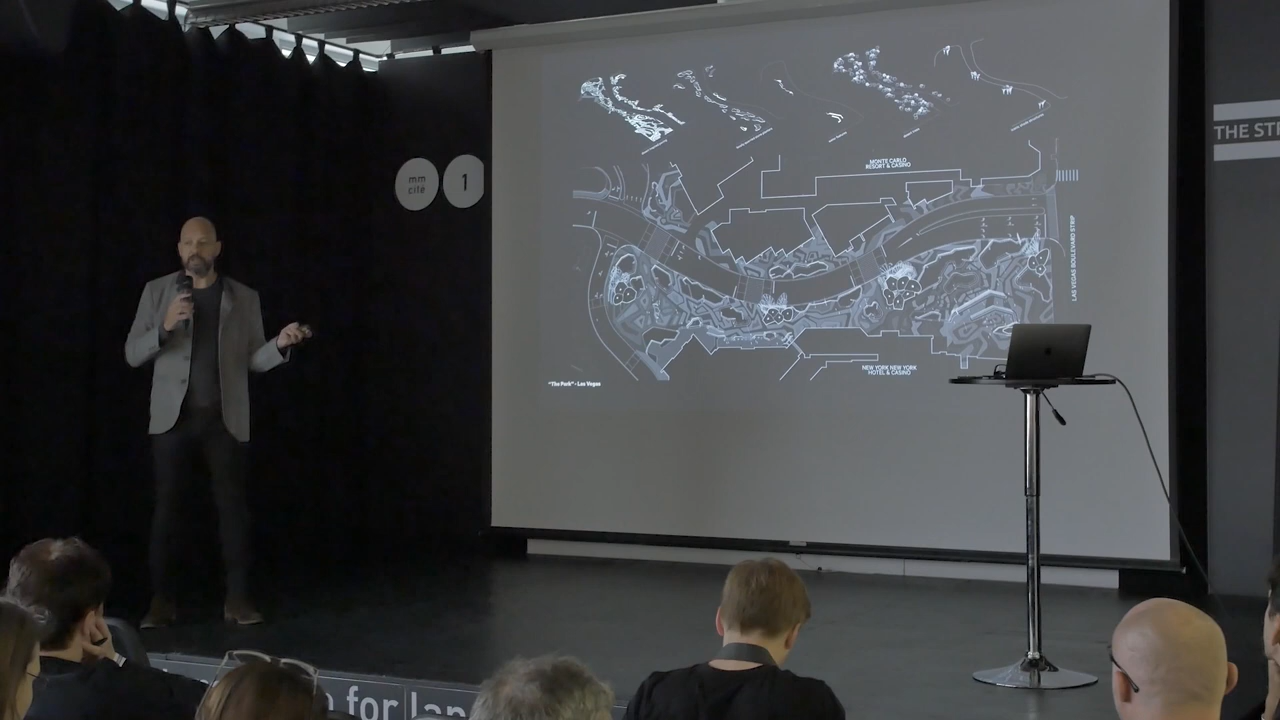 THE ST
mm
cité
1
MONTE CARLO
RESORT & CASINO
LAS VEGAS BOULEVARD STRIP
NEW YORK NEW YORK
HOTEL & CASINO
"The Park" - Las Vegas
for lan